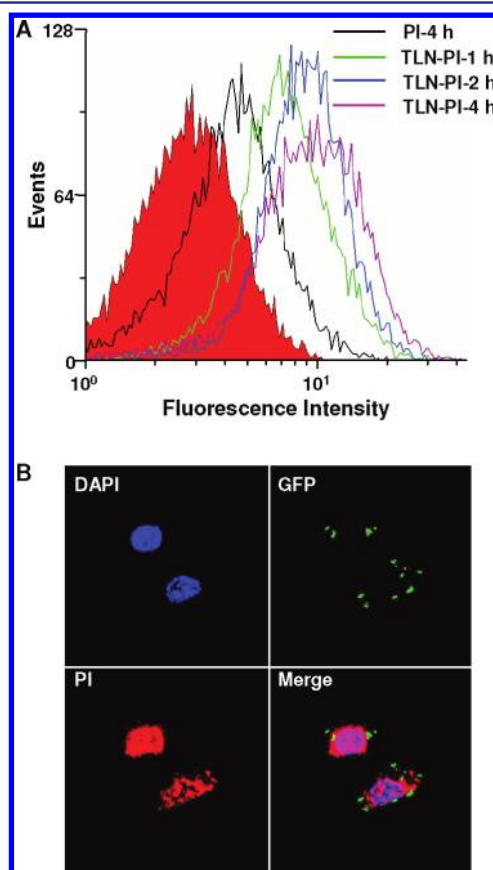 A
128
PI-4 h
TLN-PI-1 h
TLN-PI-2 h
TLN-PI-4 h
Events
64
0
10⁰
10¹
Fluorescence Intensity
B
DAPI
GFP
PI
Merge